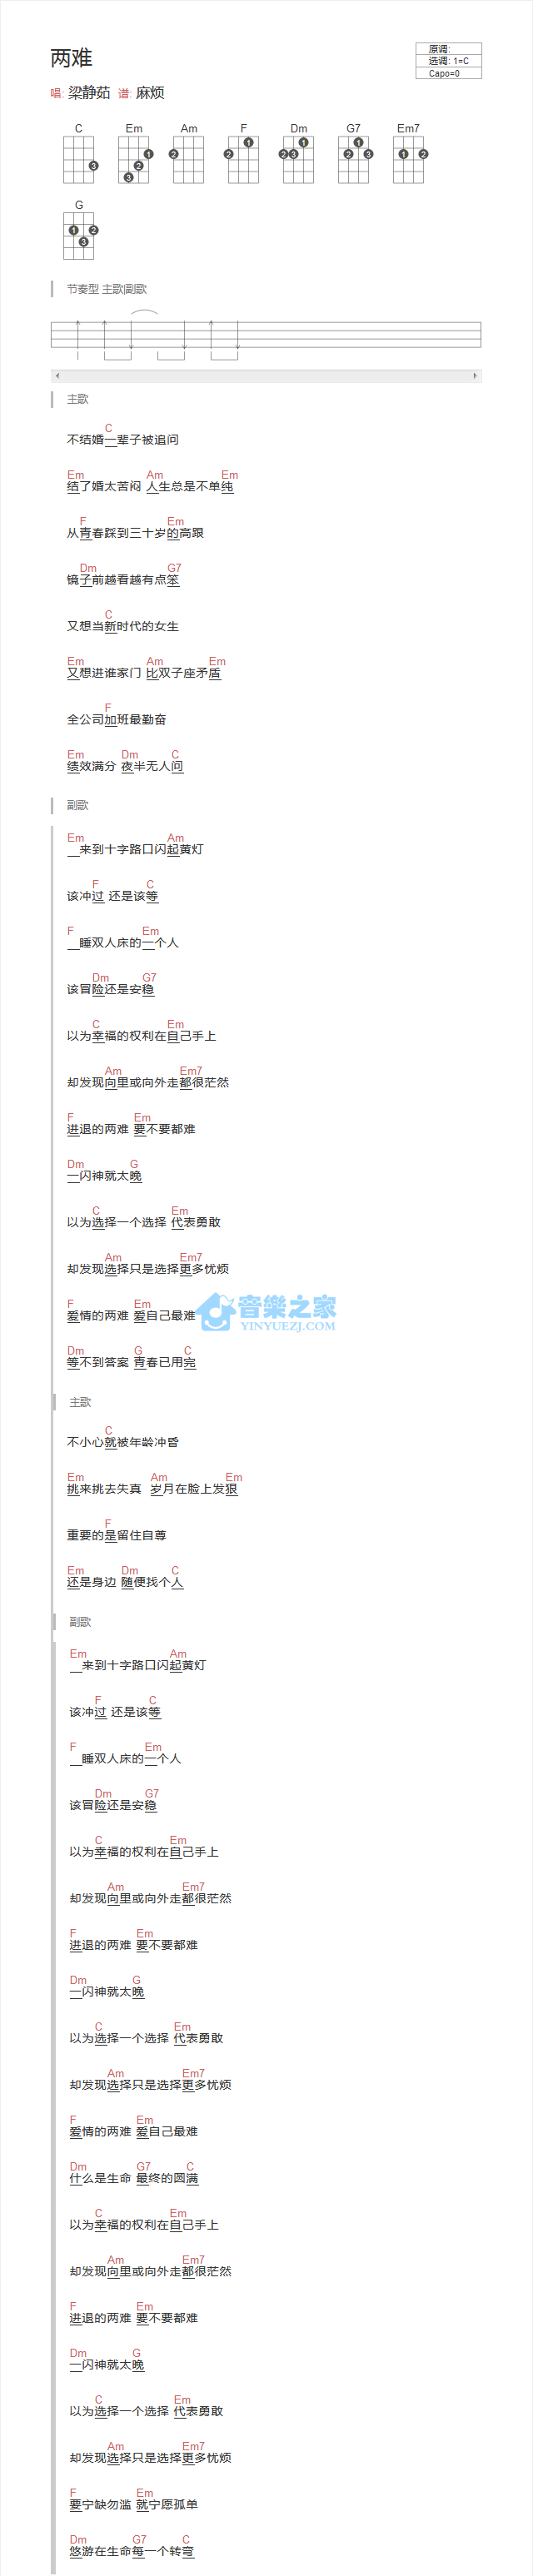 两难
原调:
选调: 1=C
Capo=0
唱: 梁静茹 谱: 麻烦
C Em Am F Dm G7 Em7
3 1 2 3 2 2 1 2 3 1 2 1 3 1 2
G
1 2 3
节奏型 主歌|副歌
主歌
C
不结婚一辈子被追问
Em Am Em
结了婚太苦闷 人生总是不单纯
F Em
从青春踩到三十岁的高跟
Dm G7
镜子前越看越有点笨
C
又想当新时代的女生
Em Am Em
又想进谁家门 比双子座矛盾
F
全公司加班最勤奋
Em Dm C
绩效满分 夜半无人问
副歌
Em Am
来到十字路口闪起黄灯
F C
该冲过 还是该等
F Em
睡双人床的一个人
Dm G7
该冒险还是安稳
C Em
以为幸福的权利在自己手上
Am Em7
却发现向里或向外走都很茫然
F Em
进退的两难 要不要都难
Dm G
一闪神就太晚
C Em
以为选择一个选择 代表勇敢
Am Em7
却发现选择只是选择更多忧烦
F Em
爱情的两难 爱自己最难
音樂之家
YINYUEZJ.COM
Dm G C
等不到答案 青春已用完
主歌
C
不小心就被年龄冲昏
Em Am Em
挑来挑去失真 岁月在脸上发狠
F
重要的是留住自尊
Em Dm C
还是身边 随便找个人
副歌
Em Am
来到十字路口闪起黄灯
F C
该冲过 还是该等
F Em
睡双人床的一个人
Dm G7
该冒险还是安稳
C Em
以为幸福的权利在自己手上
Am Em7
却发现向里或向外走都很茫然
F Em
进退的两难 要不要都难
Dm G
一闪神就太晚
C Em
以为选择一个选择 代表勇敢
Am Em7
却发现选择只是选择更多忧烦
F Em
爱情的两难 爱自己最难
Dm G7 C
什么是生命 最终的圆满
C Em
以为幸福的权利在自己手上
Am Em7
却发现向里或向外走都很茫然
F Em
进退的两难 要不要都难
Dm G
一闪神就太晚
C Em
以为选择一个选择 代表勇敢
Am Em7
却发现选择只是选择更多忧烦
F Em
要宁缺勿滥 就宁愿孤单
Dm G7 C
悠游在生命每一个转弯